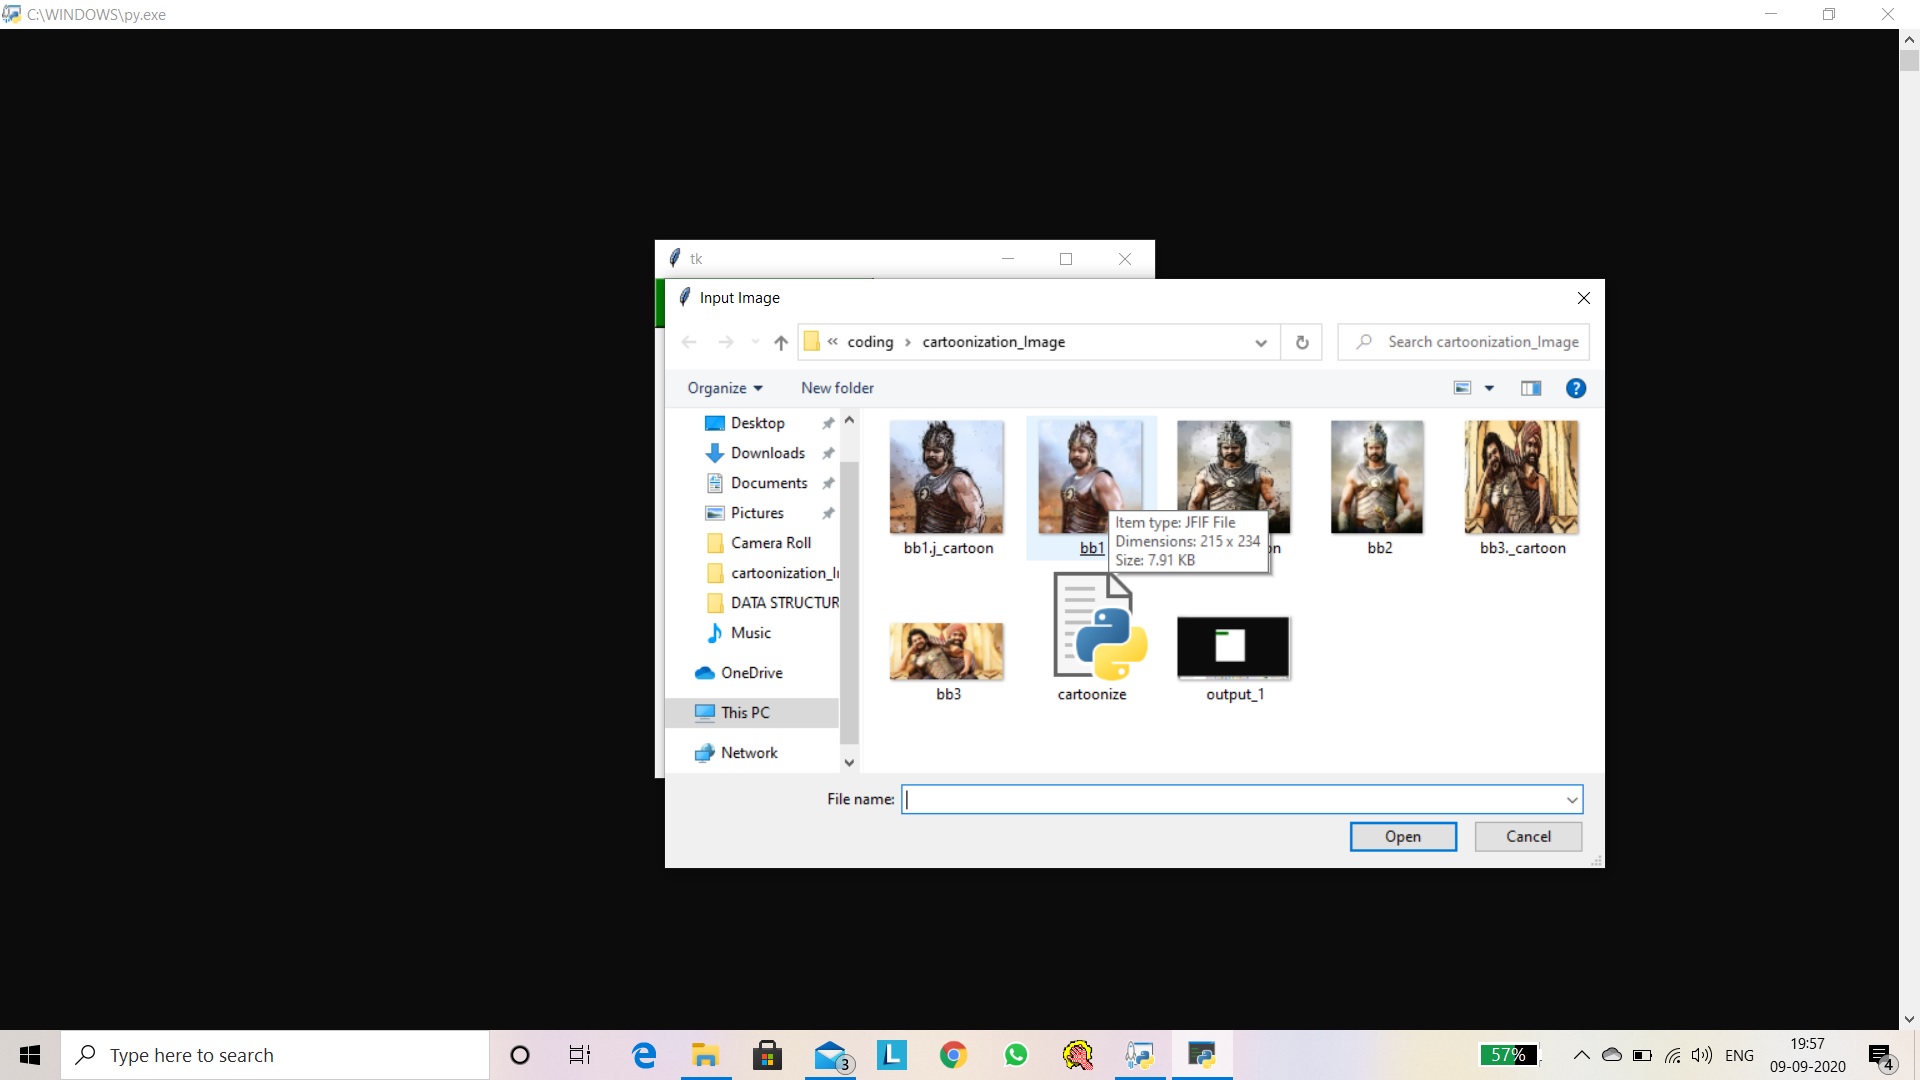 C:\WINDOWS\py.exe
tk
Input Image
« coding › cartoonization_Image
Search cartoonization_Image
Organize
New folder
Desktop
Downloads
Documents
Pictures
Camera Roll
cartoonization_I
DATA STRUCTUR
Music
OneDrive
This PC
Network
bb1.j_cartoon
bb1
on
bb2
bb3._cartoon
Item type: JFIF File
Dimensions: 215 x 234
Size: 7.91 KB
bb3
cartoonize
output_1
File name:
Open
Cancel
Type here to search
3
L
57%
ENG
19:57
09-09-2020
4